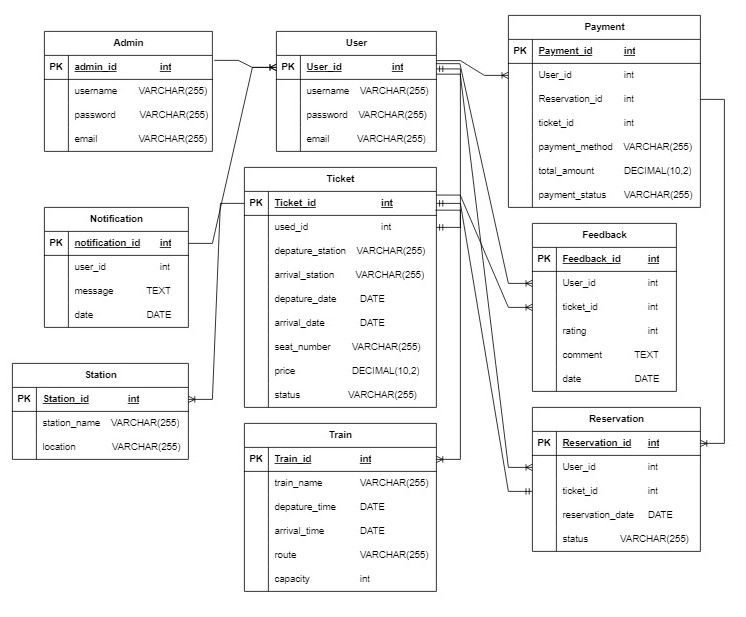 Admin
PK admin_id int
username VARCHAR(255)
password VARCHAR(255)
email VARCHAR(255)
User
PK User_id int
username VARCHAR(255)
password VARCHAR(255)
email VARCHAR(255)
Payment
PK Payment_id int
User_id int
Reservation_id int
ticket_id int
payment_method VARCHAR(255)
total_amount DECIMAL(10,2)
payment_status VARCHAR(255)
Notification
PK notification_id int
user_id int
message TEXT
date DATE
Ticket
PK Ticket_id int
used_id int
depature_station VARCHAR(255)
arrival_station VARCHAR(255)
depature_date DATE
arrival_date DATE
seat_number VARCHAR(255)
price DECIMAL(10,2)
status VARCHAR(255)
Feedback
PK Feedback_id int
User_id int
ticket_id int
rating int
comment TEXT
date DATE
Station
PK Station_id int
station_name VARCHAR(255)
location VARCHAR(255)
Train
PK Train_id int
train_name VARCHAR(255)
depature_time DATE
arrival_time DATE
route VARCHAR(255)
capacity int
Reservation
PK Reservation_id int
User_id int
ticket_id int
reservation_date DATE
status VARCHAR(255)